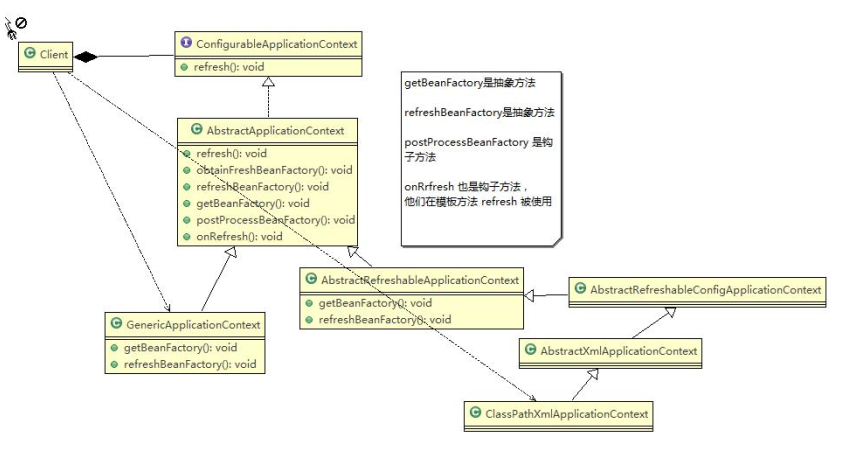 Client
ConfigurableApplicationContext
refresh(): void
AbstractApplicationContext
refresh(): void
obtainFreshBeanFactory(): void
refreshBeanFactory(): void
getBeanFactory(): void
postProcessBeanFactory(): void
onRefresh(): void
getBeanFactory是抽象方法
refreshBeanFactory是抽象方法
postProcessBeanFactory 是钩
子方法
onRrfresh 也是钩子方法，
他们在模板方法 refresh 被使用
AbstractRefreshableApplicationContext
getBeanFactory(): void
refreshBeanFactory(): void
AbstractRefreshableConfigApplicationContext
GenericApplicationContext
getBeanFactory(): void
refreshBeanFactory(): void
AbstractXmlApplicationContext
ClassPathXmlApplicationContext